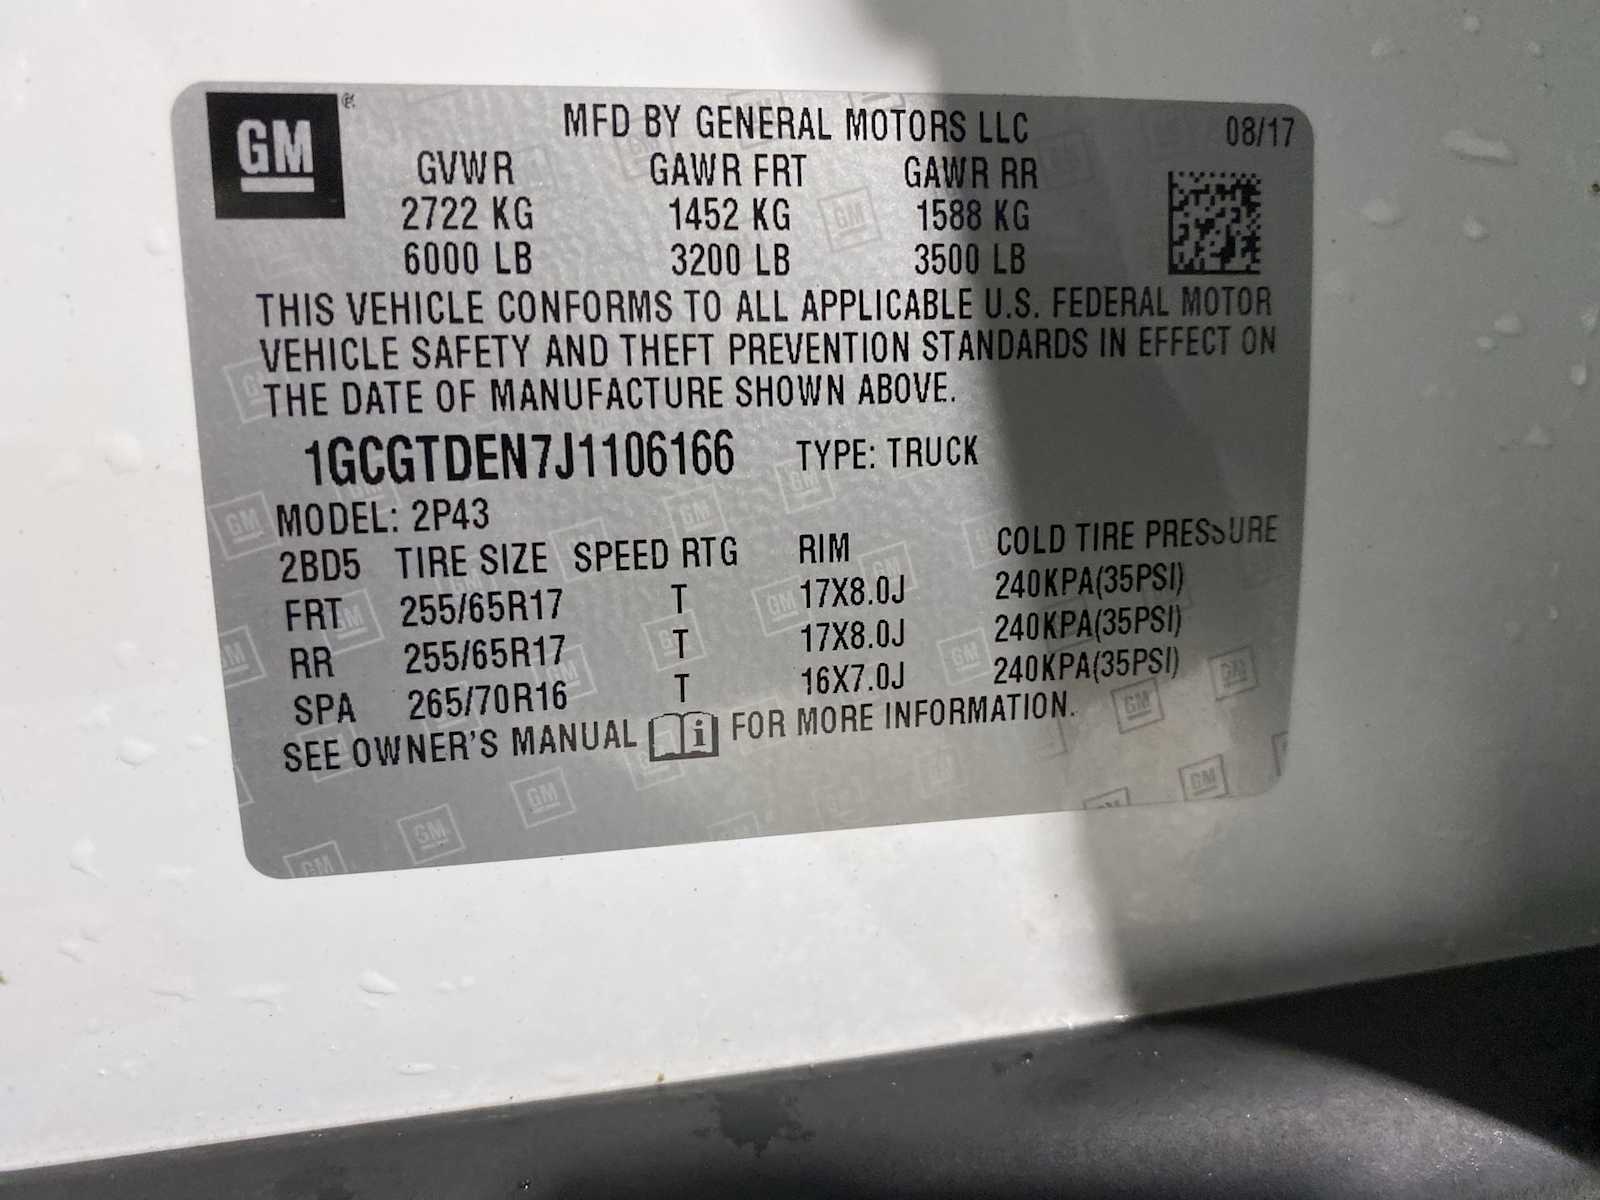 GM
MFD BY GENERAL MOTORS LLC 08/17
GVWR GAWR FRT GAWR RR
2722 KG 1452 KG 1588 KG
6000 LB 3200 LB 3500 LB
THIS VEHICLE CONFORMS TO ALL APPLICABLE U.S. FEDERAL MOTOR
VEHICLE SAFETY AND THEFT PREVENTION STANDARDS IN EFFECT ON
THE DATE OF MANUFACTURE SHOWN ABOVE.
1GCGTDEN7J1106166 TYPE: TRUCK
MODEL: 2P43
2BD5 TIRE SIZE SPEED RTG RIM COLD TIRE PRESSURE
FRT 255/65R17 T 17X8.0J 240KPA(35PSI)
RR 255/65R17 T 17X8.0J 240KPA(35PSI)
SPA 265/70R16 T 16X7.0J 240KPA(35PSI)
SEE OWNER'S MANUAL i FOR MORE INFORMATION.